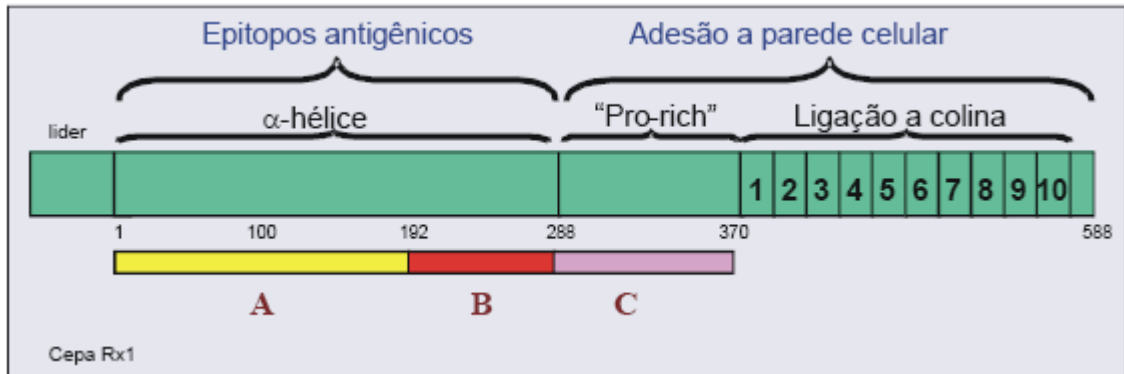 Epitopos antigênicos Adesão a parede celular
lider α-hélice “Pro-rich” Ligação a colina
1 2 3 4 5 6 7 8 9 10
1 100 192 288 370 588
A B C
Cepa Rx1